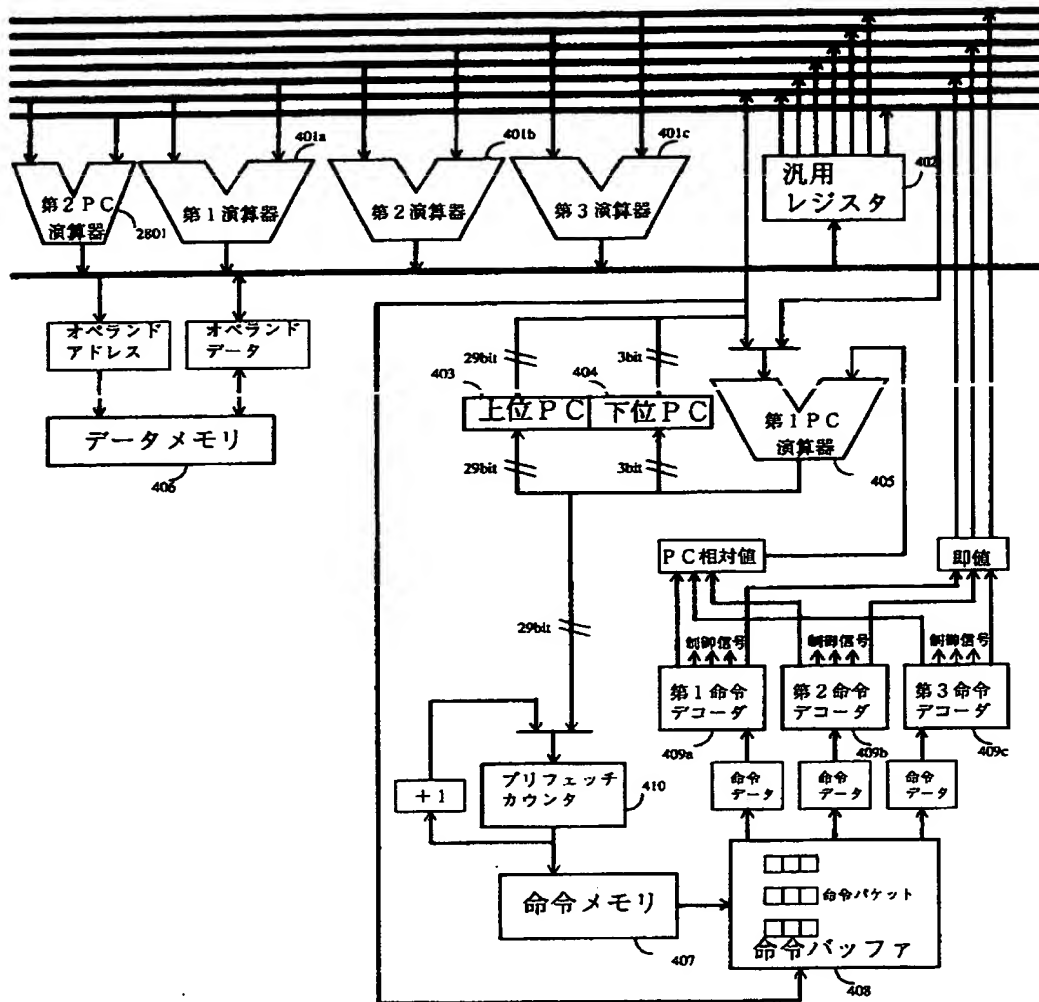 401a
401b
401c
402
第2PC
演算器
2801
第1演算器
第2演算器
第3演算器
汎用
レジスタ
オペランド
アドレス
オペランド
データ
データメモリ
406
29bit
3bit
403
404
上位PC
下位PC
29bit
3bit
第1PC
演算器
405
PC相対値
即値
29bit
制御信号
制御信号
制御信号
第1命令
デコーダ
第2命令
デコーダ
第3命令
デコーダ
409a
409b
409c
命令
データ
命令
データ
命令
データ
+1
プリフェッチ
カウンタ
410
命令メモリ
407
命令パケット
命令バッファ
408